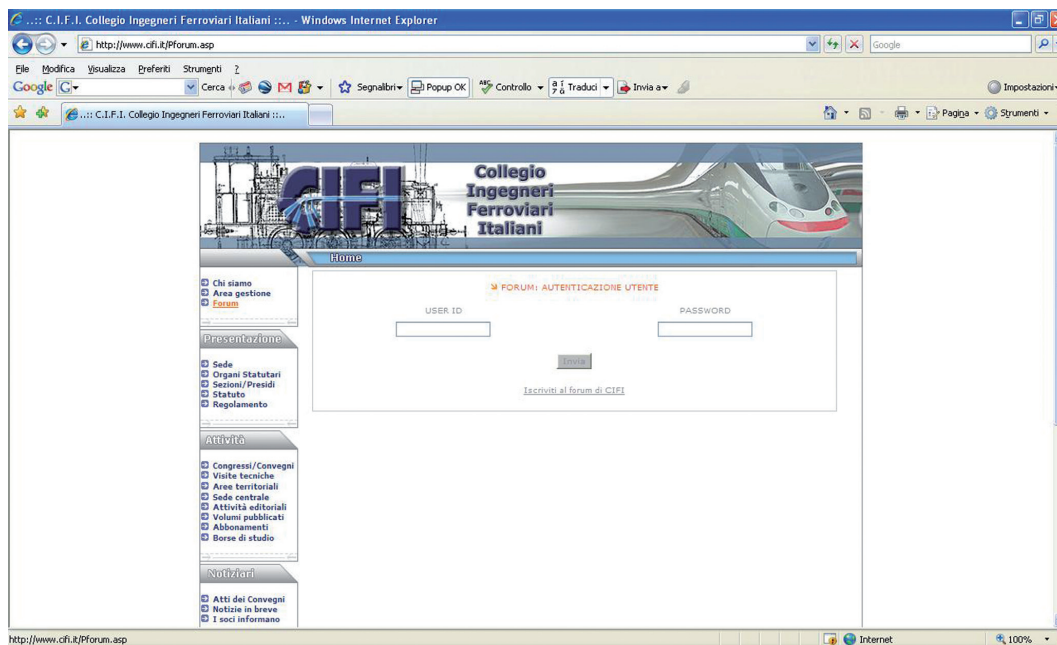 ..:: C.I.F.I. Collegio Ingegneri Ferroviari Italiani ::.. - Windows Internet Explorer
http://www.cifi.it/Pforum.asp
Google
File Modifica Visualizza Preferiti Strumenti ?
Google G Cerca Segnalibri Popup OK ABC Controllo Traduci Invia a Impostazioni
..:: C.I.F.I. Collegio Ingegneri Ferroviari Italiani ::.. Pagina Strumenti
CIFI
Collegio
Ingegneri
Ferroviari
Italiani
Home
Chi siamo
Area gestione
Forum
Presentazione
Sede
Organi Statutari
Sezioni/Presidi
Statuto
Regolamento
Attività
Congressi/Convegni
Visite tecniche
Aree territoriali
Sede centrale
Attività editoriali
Volumi pubblicati
Abbonamenti
Borse di studio
Notiziari
Atti dei Convegni
Notizie in breve
I soci informano
FORUM: AUTENTICAZIONE UTENTE
USER ID PASSWORD
Invia
Iscriviti al forum di CIFI
http://www.cifi.it/Pforum.asp Internet 100%